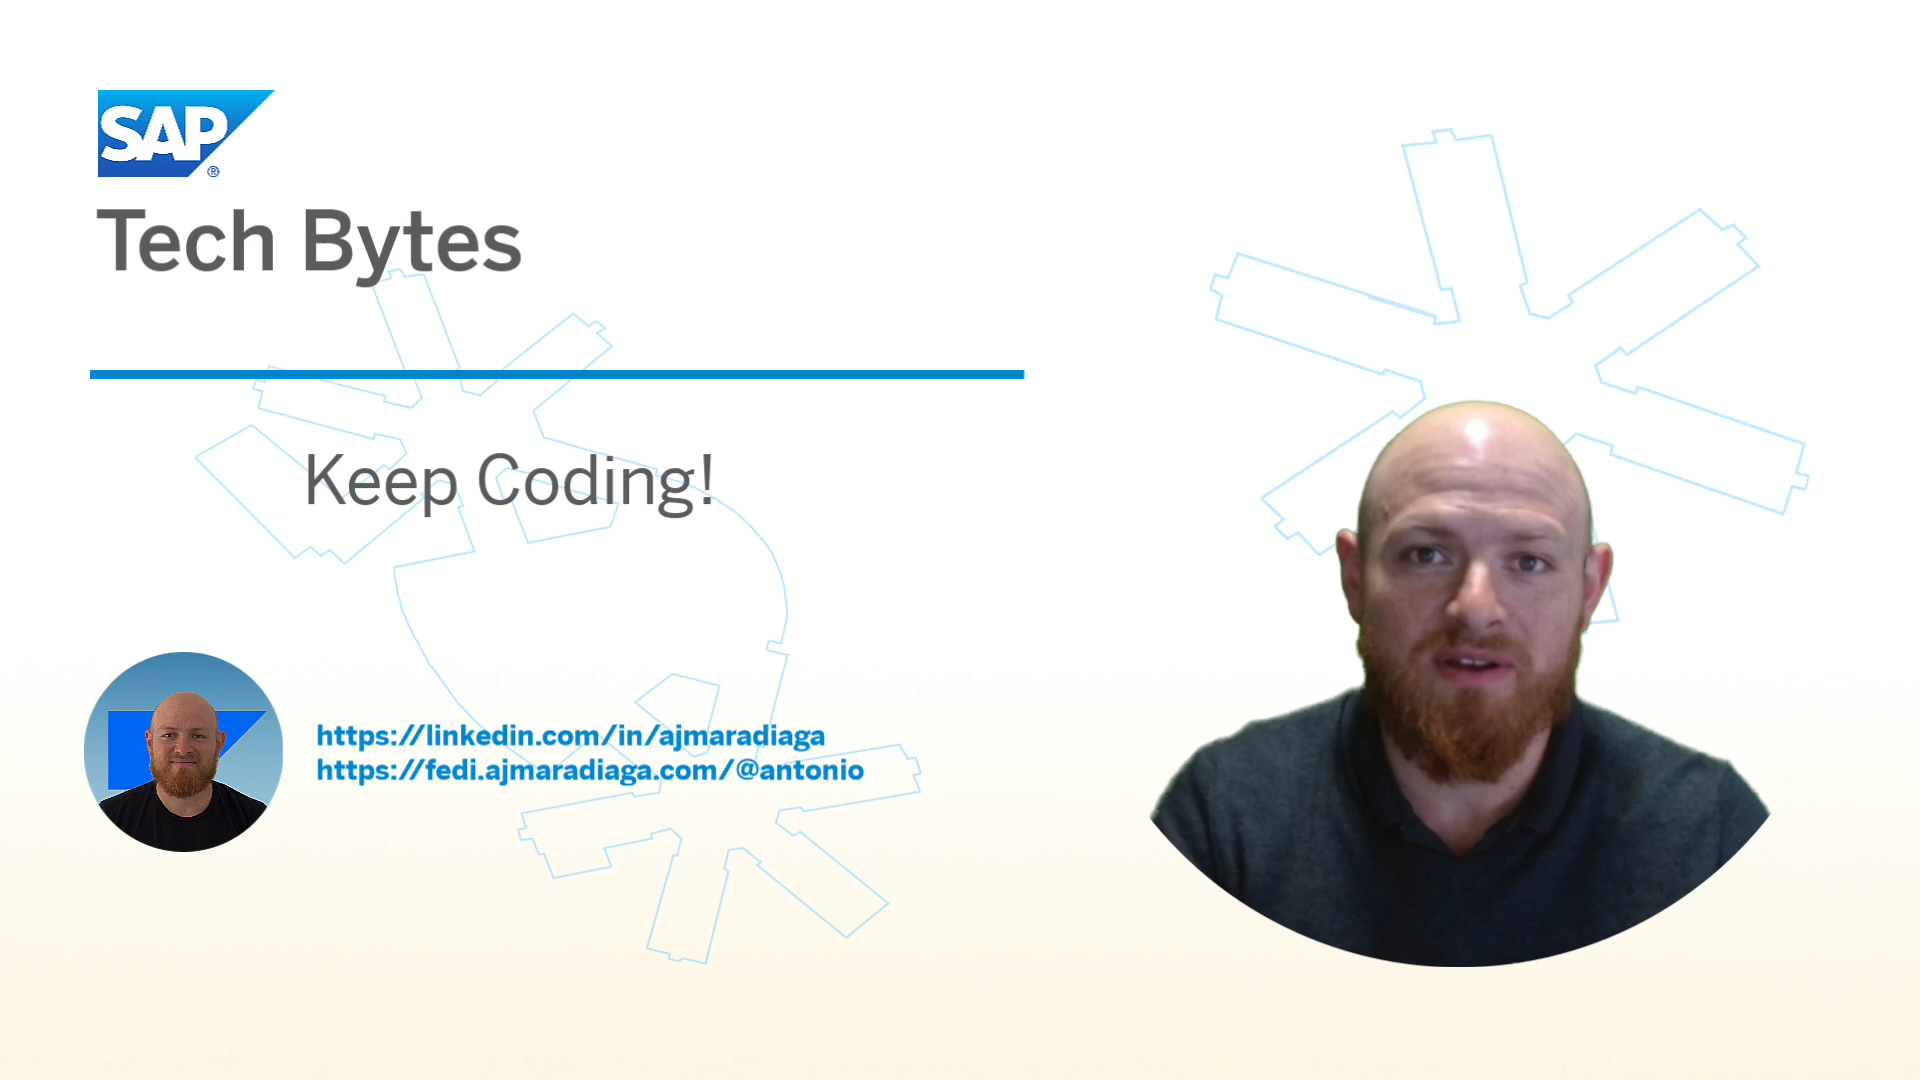 SAP
®
Tech Bytes
Keep Coding!
https://linkedin.com/in/ajmaradiaga
https://fedi.ajmaradiaga.com/@antonio